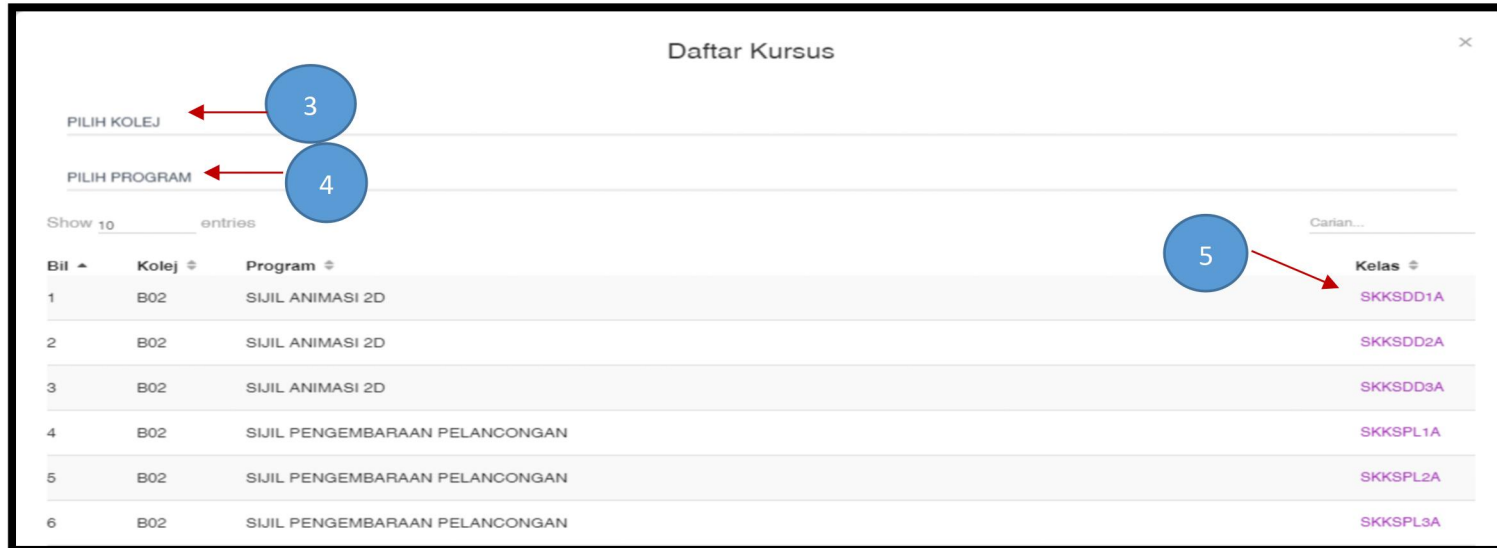 Daftar Kursus ×
3
PILIH KOLEJ
PILIH PROGRAM
4
Show 10 entries Carian...
5
Bil Kolej Program Kelas
1 B02 SIJIL ANIMASI 2D SKKSDD1A
2 B02 SIJIL ANIMASI 2D SKKSDD2A
3 B02 SIJIL ANIMASI 2D SKKSDD3A
4 B02 SIJIL PENGEMBARAAN PELANCONGAN SKKSPL1A
5 B02 SIJIL PENGEMBARAAN PELANCONGAN SKKSPL2A
6 B02 SIJIL PENGEMBARAAN PELANCONGAN SKKSPL3A